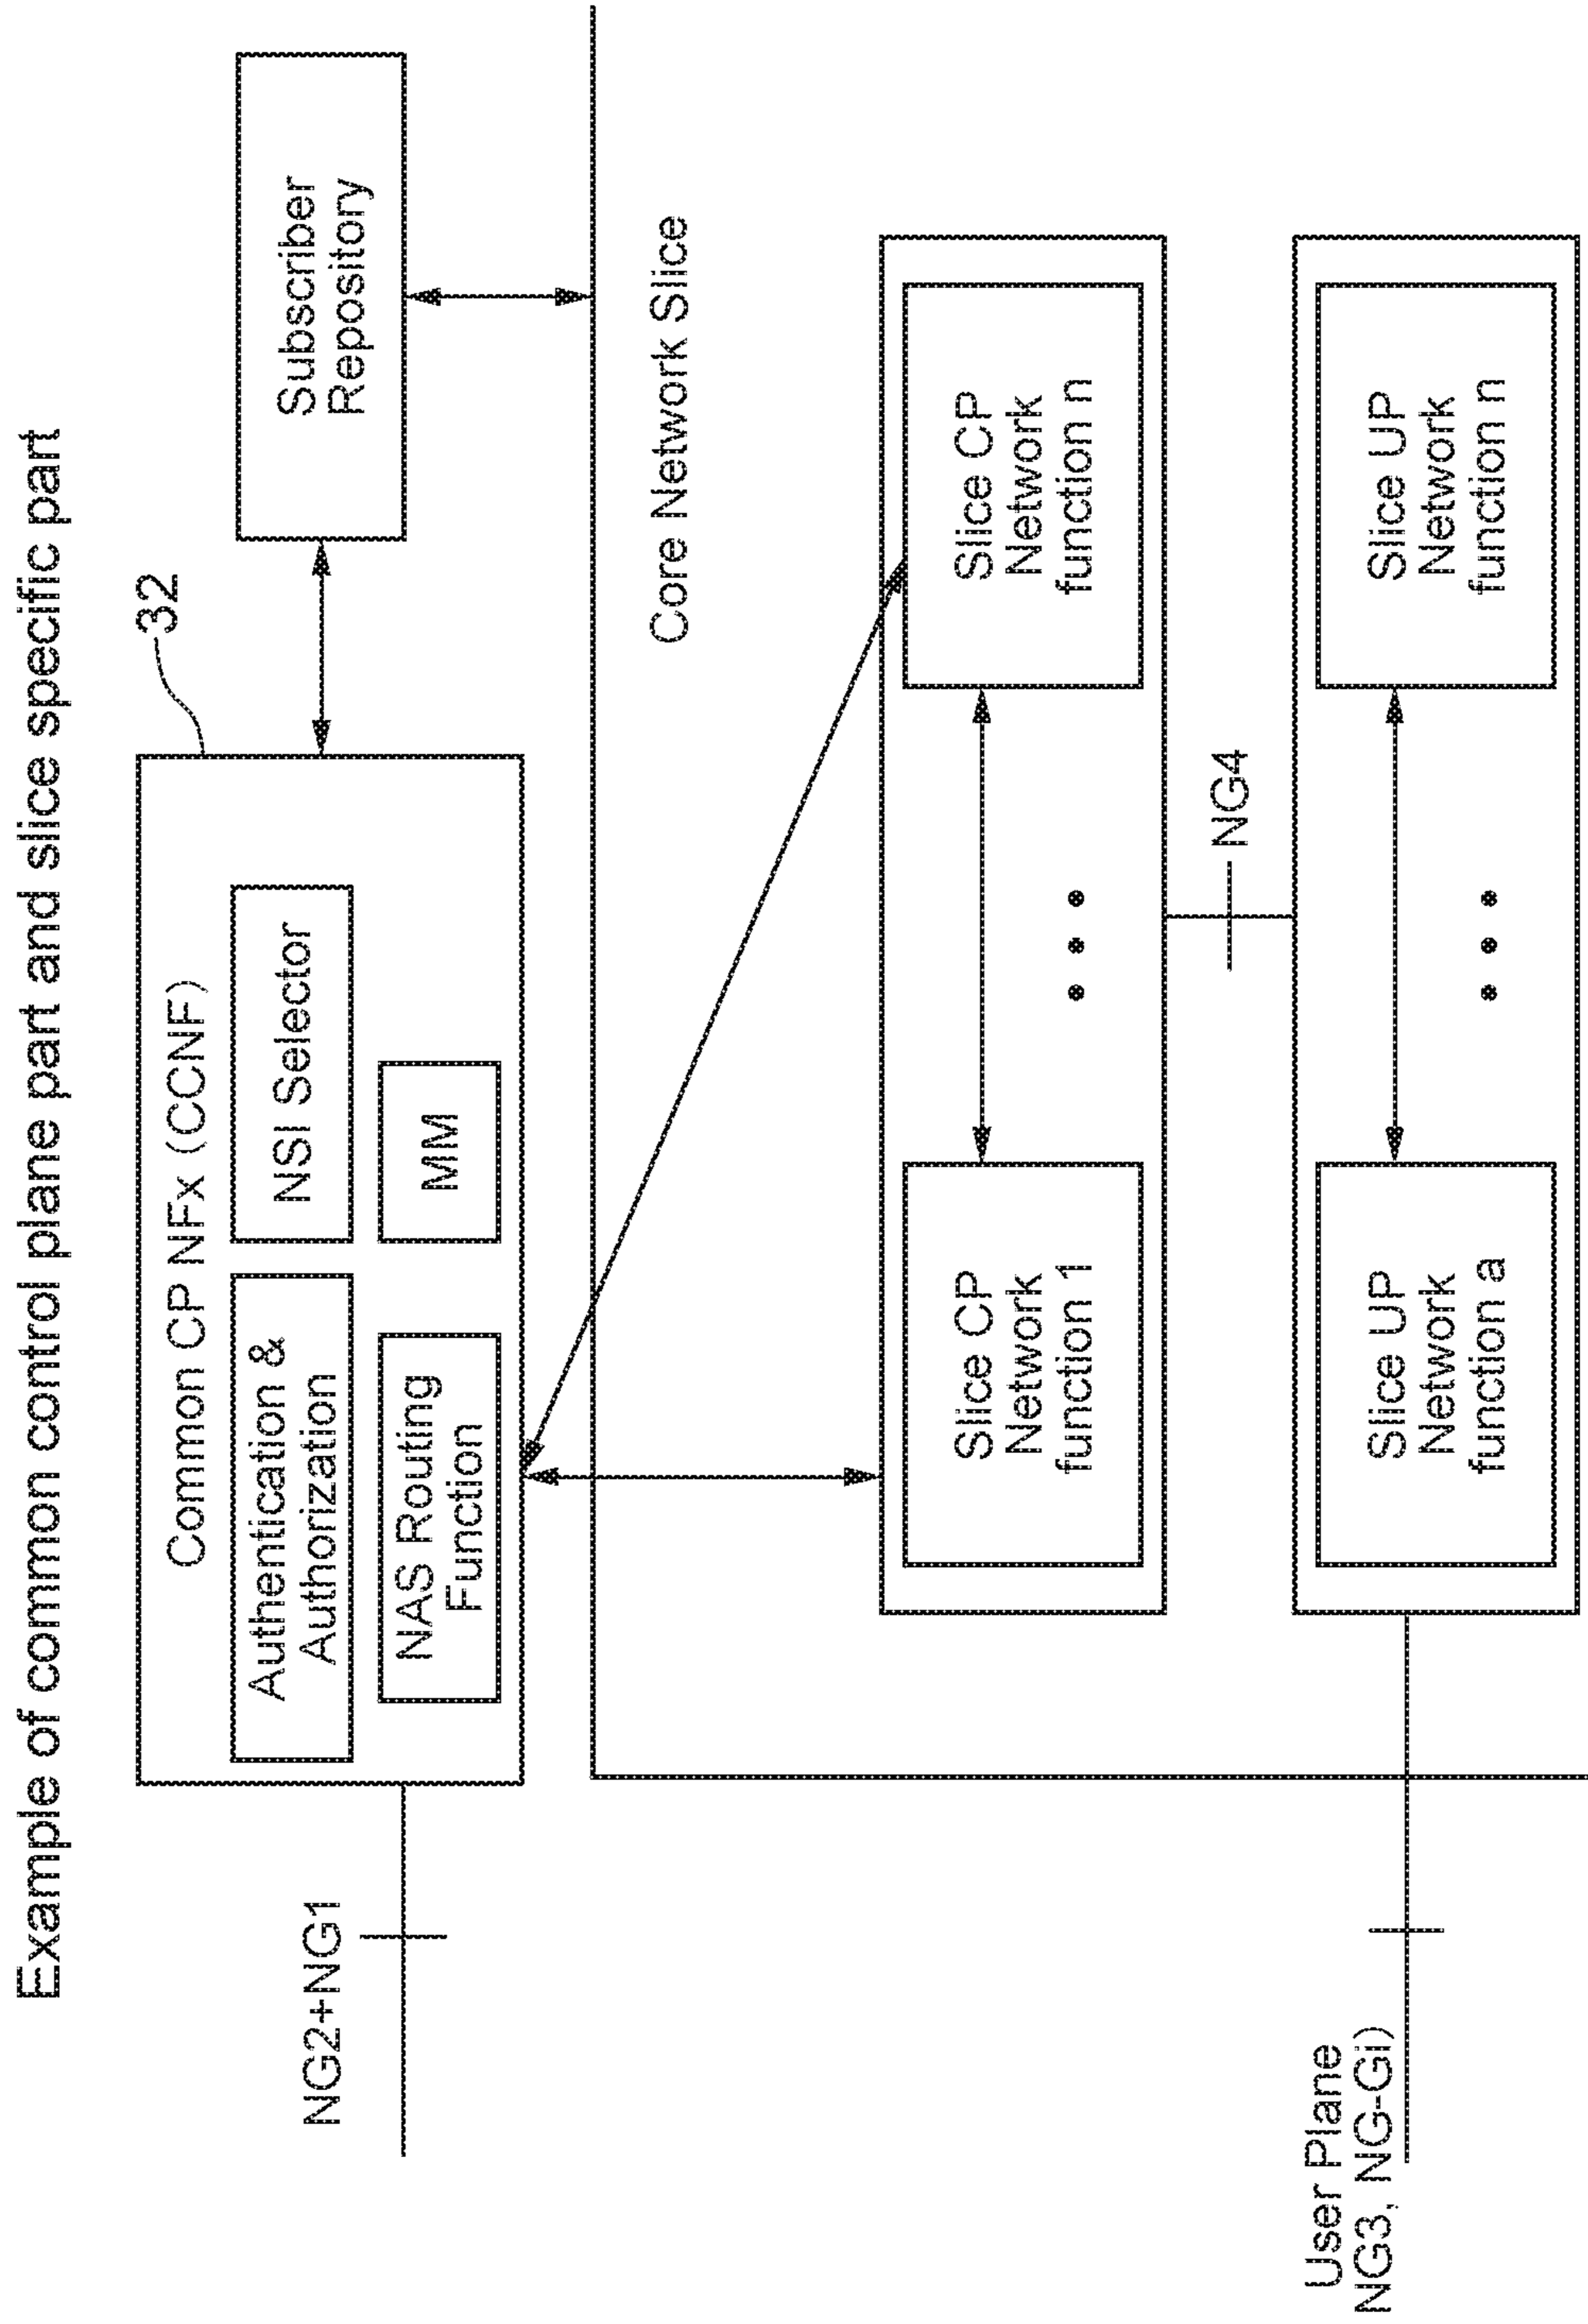 Example of common control plane part and slice specific part
32
Common CP NFx (CCNF)
Authentication &
Authorization
NSI Selector
NAS Routing
Function
MM
Subscriber
Repository
NG2+NG1
Core Network Slice
Slice CP
Network
function 1
Slice CP
Network
function n
NG4
Slice UP
Network
function a
Slice UP
Network
function n
User Plane
NG3, NG-Gi)